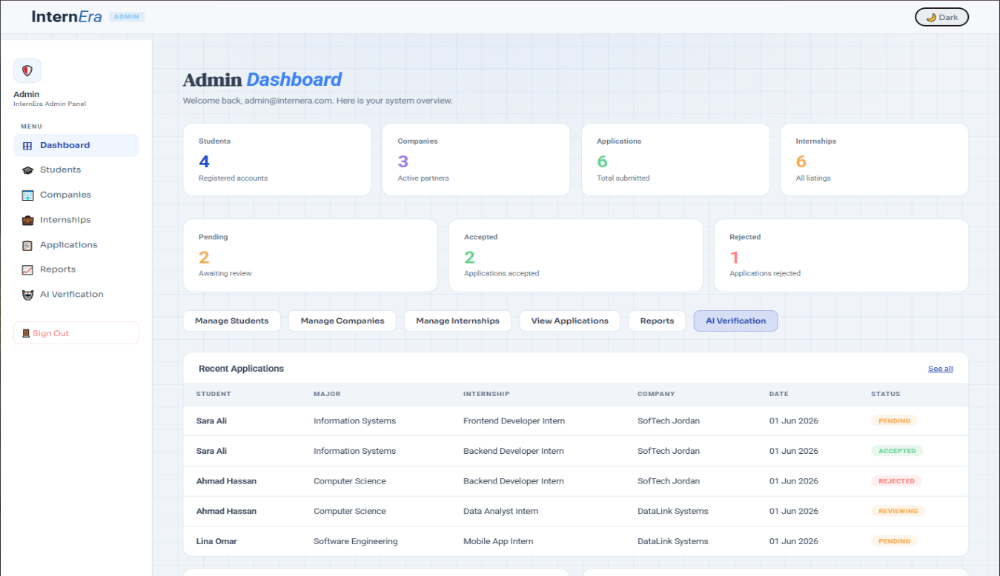 InternEra ADMIN
🌙 Dark
Admin
InternEra Admin Panel
MENU
Dashboard
Students
Companies
Internships
Applications
Reports
AI Verification
Sign Out
Admin Dashboard
Welcome back, admin@internera.com. Here is your system overview.
Students
4
Registered accounts
Companies
3
Active partners
Applications
6
Total submitted
Internships
6
All listings
Pending
2
Awaiting review
Accepted
2
Applications accepted
Rejected
1
Applications rejected
Manage Students Manage Companies Manage Internships View Applications Reports AI Verification
Recent Applications See all
STUDENT MAJOR INTERNSHIP COMPANY DATE STATUS
Sara Ali Information Systems Frontend Developer Intern SofTech Jordan 01 Jun 2026 PENDING
Sara Ali Information Systems Backend Developer Intern SofTech Jordan 01 Jun 2026 ACCEPTED
Ahmad Hassan Computer Science Backend Developer Intern SofTech Jordan 01 Jun 2026 REJECTED
Ahmad Hassan Computer Science Data Analyst Intern DataLink Systems 01 Jun 2026 REVIEWING
Lina Omar Software Engineering Mobile App Intern DataLink Systems 01 Jun 2026 PENDING